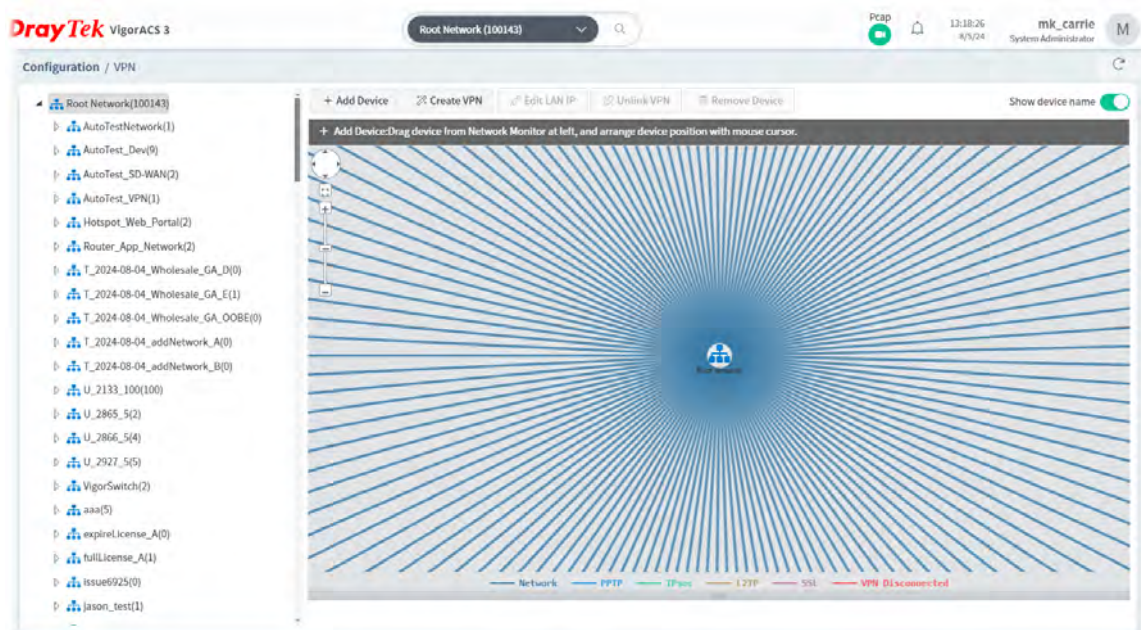 DrayTek VigorACS 3
Root Network (100143)
Pcap
13:18:26
8/5/24
mk_carrie
System Administrator
M
Configuration / VPN
Root Network(100143)
AutoTestNetwork(1)
AutoTest_Dev(9)
AutoTest_SD-WAN(2)
AutoTest_VPN(1)
Hotspot_Web_Portal(2)
Router_App_Network(2)
T_2024-08-04_Wholesale_GA_D(0)
T_2024-08-04_Wholesale_GA_E(1)
T_2024-08-04_Wholesale_GA_OOBE(0)
T_2024-08-04_addNetwork_A(0)
T_2024-08-04_addNetwork_B(0)
U_2133_100(100)
U_2865_5(2)
U_2866_5(4)
U_2927_5(5)
VigorSwitch(2)
aaa(5)
expireLicense_A(0)
fullLicense_A(1)
issue6925(0)
jason_test(1)
+ Add Device Create VPN Edit LAN IP Unlink VPN Remove Device Show device name
+ Add Device:Drag device from Network Monitor at left, and arrange device position with mouse cursor.
Root Network
Network PPTP IPsec L2TP SSL VPN Disconnected